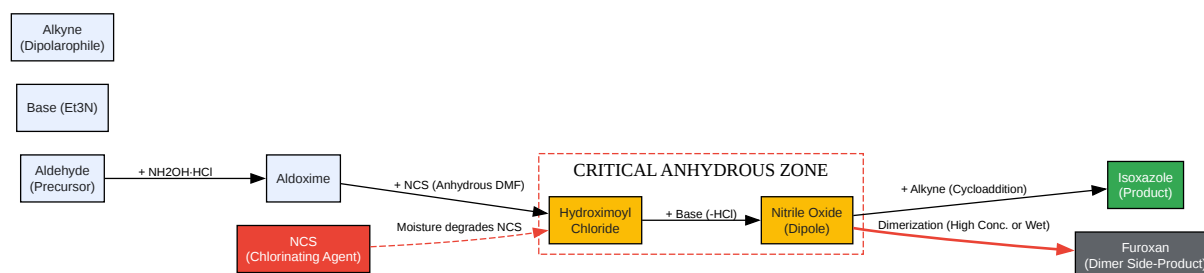 Alkyne
(Dipolarophile)
Base (Et3N)
Aldehyde
(Precursor)
+ NH2OH·HCl
Aldoxime
+ NCS (Anhydrous DMF)
NCS
(Chlorinating Agent)
Moisture degrades NCS
CRITICAL ANHYDROUS ZONE
Hydroximoyl
Chloride
+ Base (-HCl)
Nitrile Oxide
(Dipole)
+ Alkyne (Cycloaddition)
Dimerization (High Conc. or Wet)
Isoxazole
(Product)
Furoxan
(Dimer Side-Product)